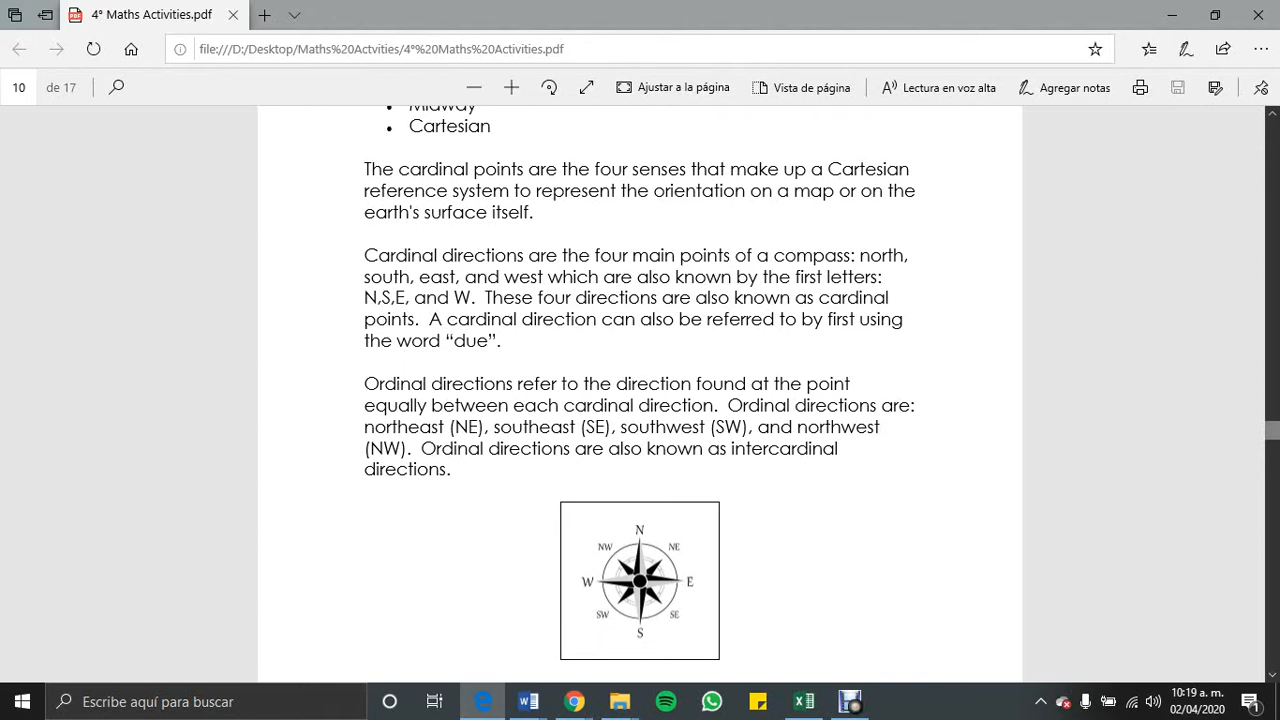 4º Maths Activities.pdf
file:///D:/Desktop/Maths%20Actvities/4°%20Maths%20Activities.pdf
10 de 17 Ajustar a la página Vista de página Lectura en voz alta Agregar notas
Midway
Cartesian
The cardinal points are the four senses that make up a Cartesian
reference system to represent the orientation on a map or on the
earth's surface itself.
Cardinal directions are the four main points of a compass: north,
south, east, and west which are also known by the first letters:
N,S,E, and W. These four directions are also known as cardinal
points. A cardinal direction can also be referred to by first using
the word “due”.
Ordinal directions refer to the direction found at the point
equally between each cardinal direction. Ordinal directions are:
northeast (NE), southeast (SE), southwest (SW), and northwest
(NW). Ordinal directions are also known as intercardinal
directions.
N
NW NE
W E
SW SE
S
Escribe aquí para buscar
10:19 a. m.
02/04/2020
1